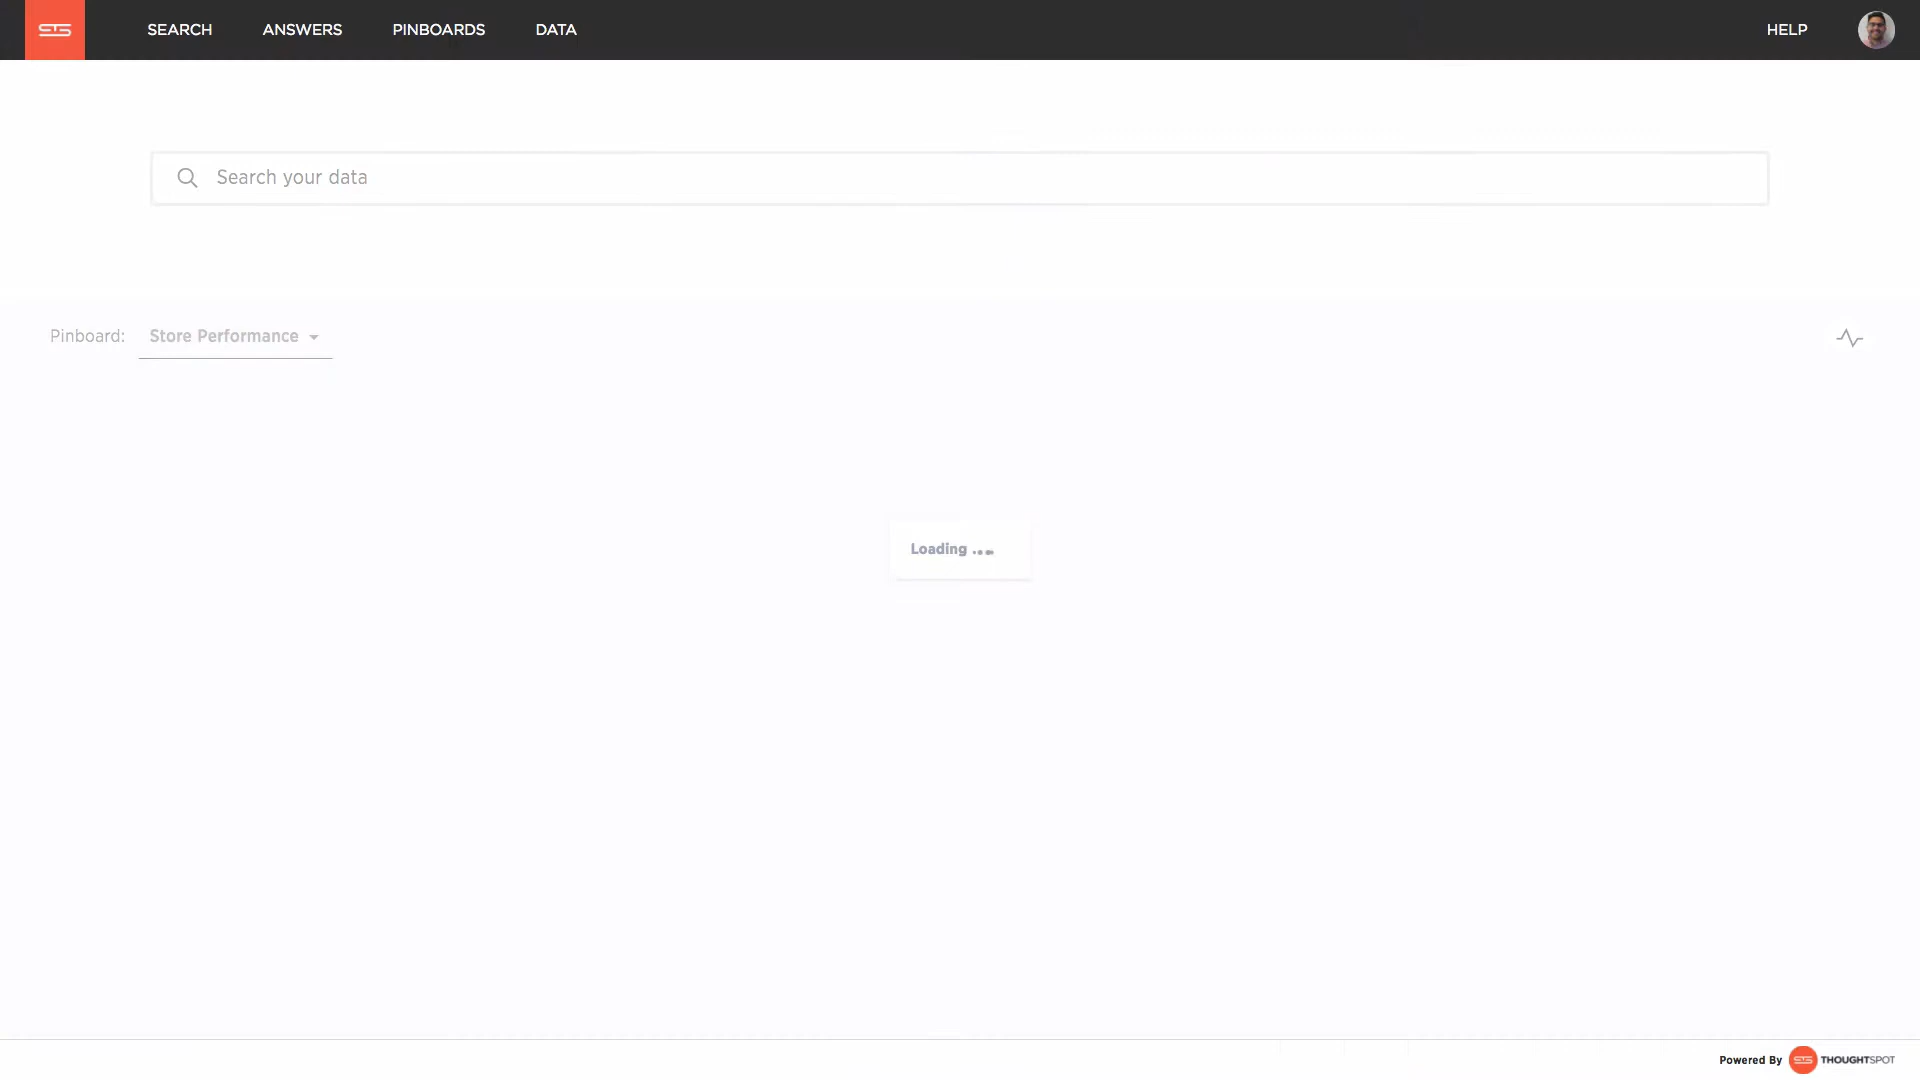 SEARCH ANSWERS PINBOARDS DATA HELP
Search your data
Pinboard: Store Performance
Loading ....
Powered By THOUGHTSPOT